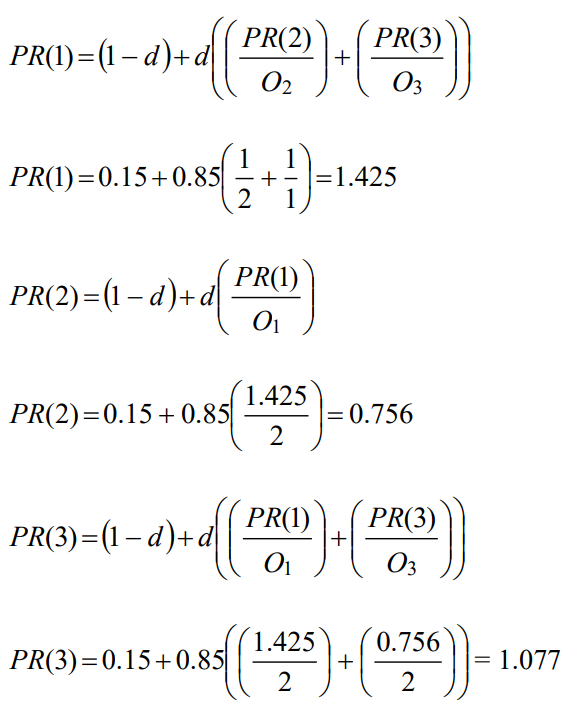 PR(1)=(1−d)+d((PR(2)/O₂)+(PR(3)/O₃))
PR(1)=0.15+0.85(1/2+1/1)=1.425
PR(2)=(1−d)+d(PR(1)/O₁)
PR(2)=0.15+0.85(1.425/2)=0.756
PR(3)=(1−d)+d((PR(1)/O₁)+(PR(3)/O₃))
PR(3)=0.15+0.85((1.425/2)+(0.756/2))= 1.077